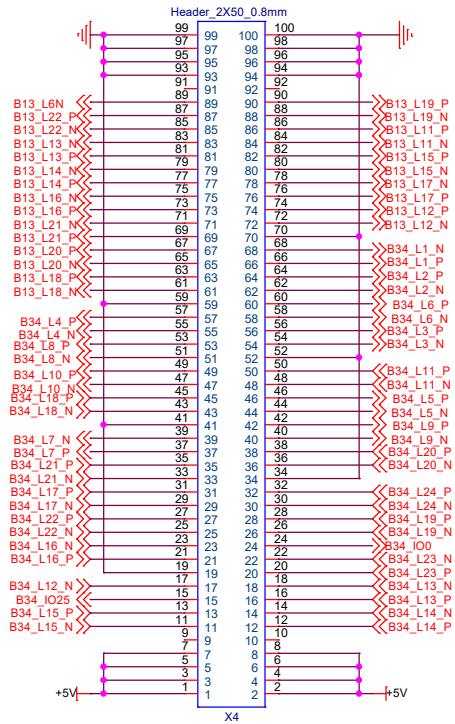 Header_2X50_0.8mm
99 99 100 100
97 97 98 98
95 95 96 96
93 93 94 94
91 91 92 92
B13_L6N 89 89 90 90 B13_L19_P
B13_L22_P 87 87 88 88 B13_L19_N
B13_L22_N 85 85 86 86 B13_L11_P
B13_L13_N 83 83 84 84 B13_L11_N
B13_L13_P 81 81 82 82 B13_L15_P
B13_L14_N 79 79 80 80 B13_L15_N
B13_L14_P 77 77 78 78 B13_L17_N
B13_L16_N 75 75 76 76 B13_L17_P
B13_L16_P 73 73 74 74 B13_L12_P
B13_L21_N 71 71 72 72 B13_L12_N
B13_L21_P 69 69 70 70
B13_L20_P 67 67 68 68 B34_L1_N
B13_L20_N 65 65 66 66 B34_L1_P
B13_L18_P 63 63 64 64 B34_L2_P
B13_L18_N 61 61 62 62 B34_L2_N
59 59 60 60 B34_L6_P
B34_L4_P 57 57 58 58 B34_L6_N
B34_L4_N 55 55 56 56 B34_L3_P
B34_L8_P 53 53 54 54 B34_L3_N
B34_L8_N 51 51 52 52
B34_L10_P 49 49 50 50 B34_L11_P
B34_L10_N 47 47 48 48 B34_L11_N
B34_L18_P 45 45 46 46 B34_L5_P
B34_L18_N 43 43 44 44 B34_L5_N
41 41 42 42 B34_L9_P
B34_L7_N 39 39 40 40 B34_L9_N
B34_L7_P 37 37 38 38 B34_L20_P
B34_L21_P 35 35 36 36 B34_L20_N
B34_L21_N 33 33 34 34
B34_L17_P 31 31 32 32 B34_L24_P
B34_L17_N 29 29 30 30 B34_L24_N
B34_L22_P 27 27 28 28 B34_L19_P
B34_L22_N 25 25 26 26 B34_L19_N
B34_L16_N 23 23 24 24 B34_IO0
B34_L16_P 21 21 22 22 B34_L23_N
19 19 20 20 B34_L23_P
B34_L12_N 17 17 18 18 B34_L13_N
B34_IO25 15 15 16 16 B34_L13_P
B34_L15_P 13 13 14 14 B34_L14_N
B34_L15_N 11 11 12 12 B34_L14_P
9 9 10 10
7 7 8 8
5 5 6 6
3 3 4 4
+5V 1 1 2 2 +5V
X4